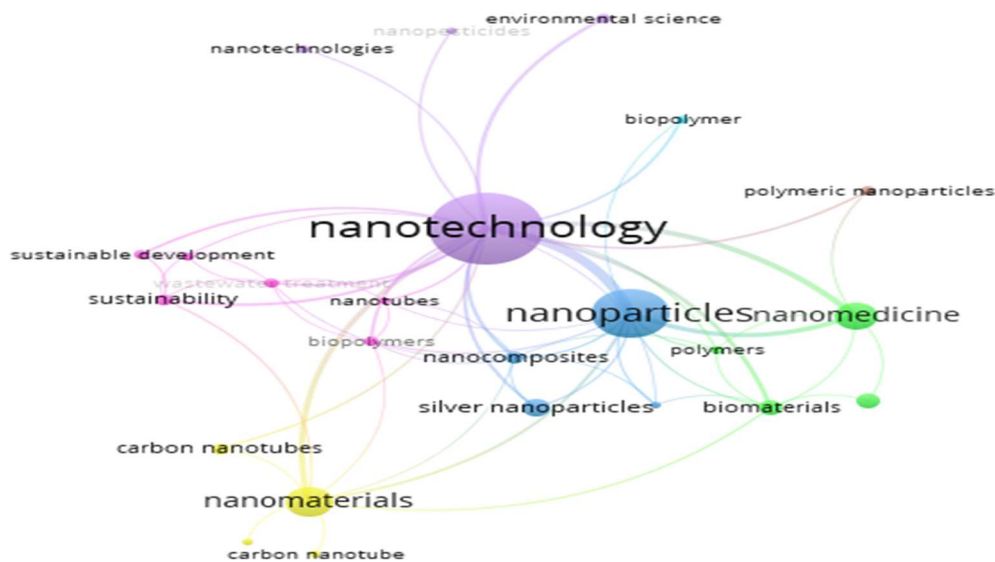 environmental science
nanopesticides
nanotechnologies
biopolymer
polymeric nanoparticles
nanotechnology
sustainable development
wastewater treatment
sustainability
nanotubes
nanoparticles
nanomedicine
biopolymers
polymers
nanocomposites
silver nanoparticles
biomaterials
carbon nanotubes
nanomaterials
carbon nanotube